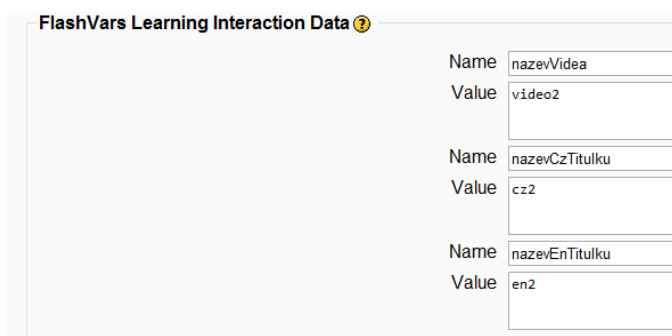 FlashVars Learning Interaction Data
Name nazevVidea
Value video2
Name nazevCzTitulku
Value cz2
Name nazevEnTitulku
Value en2